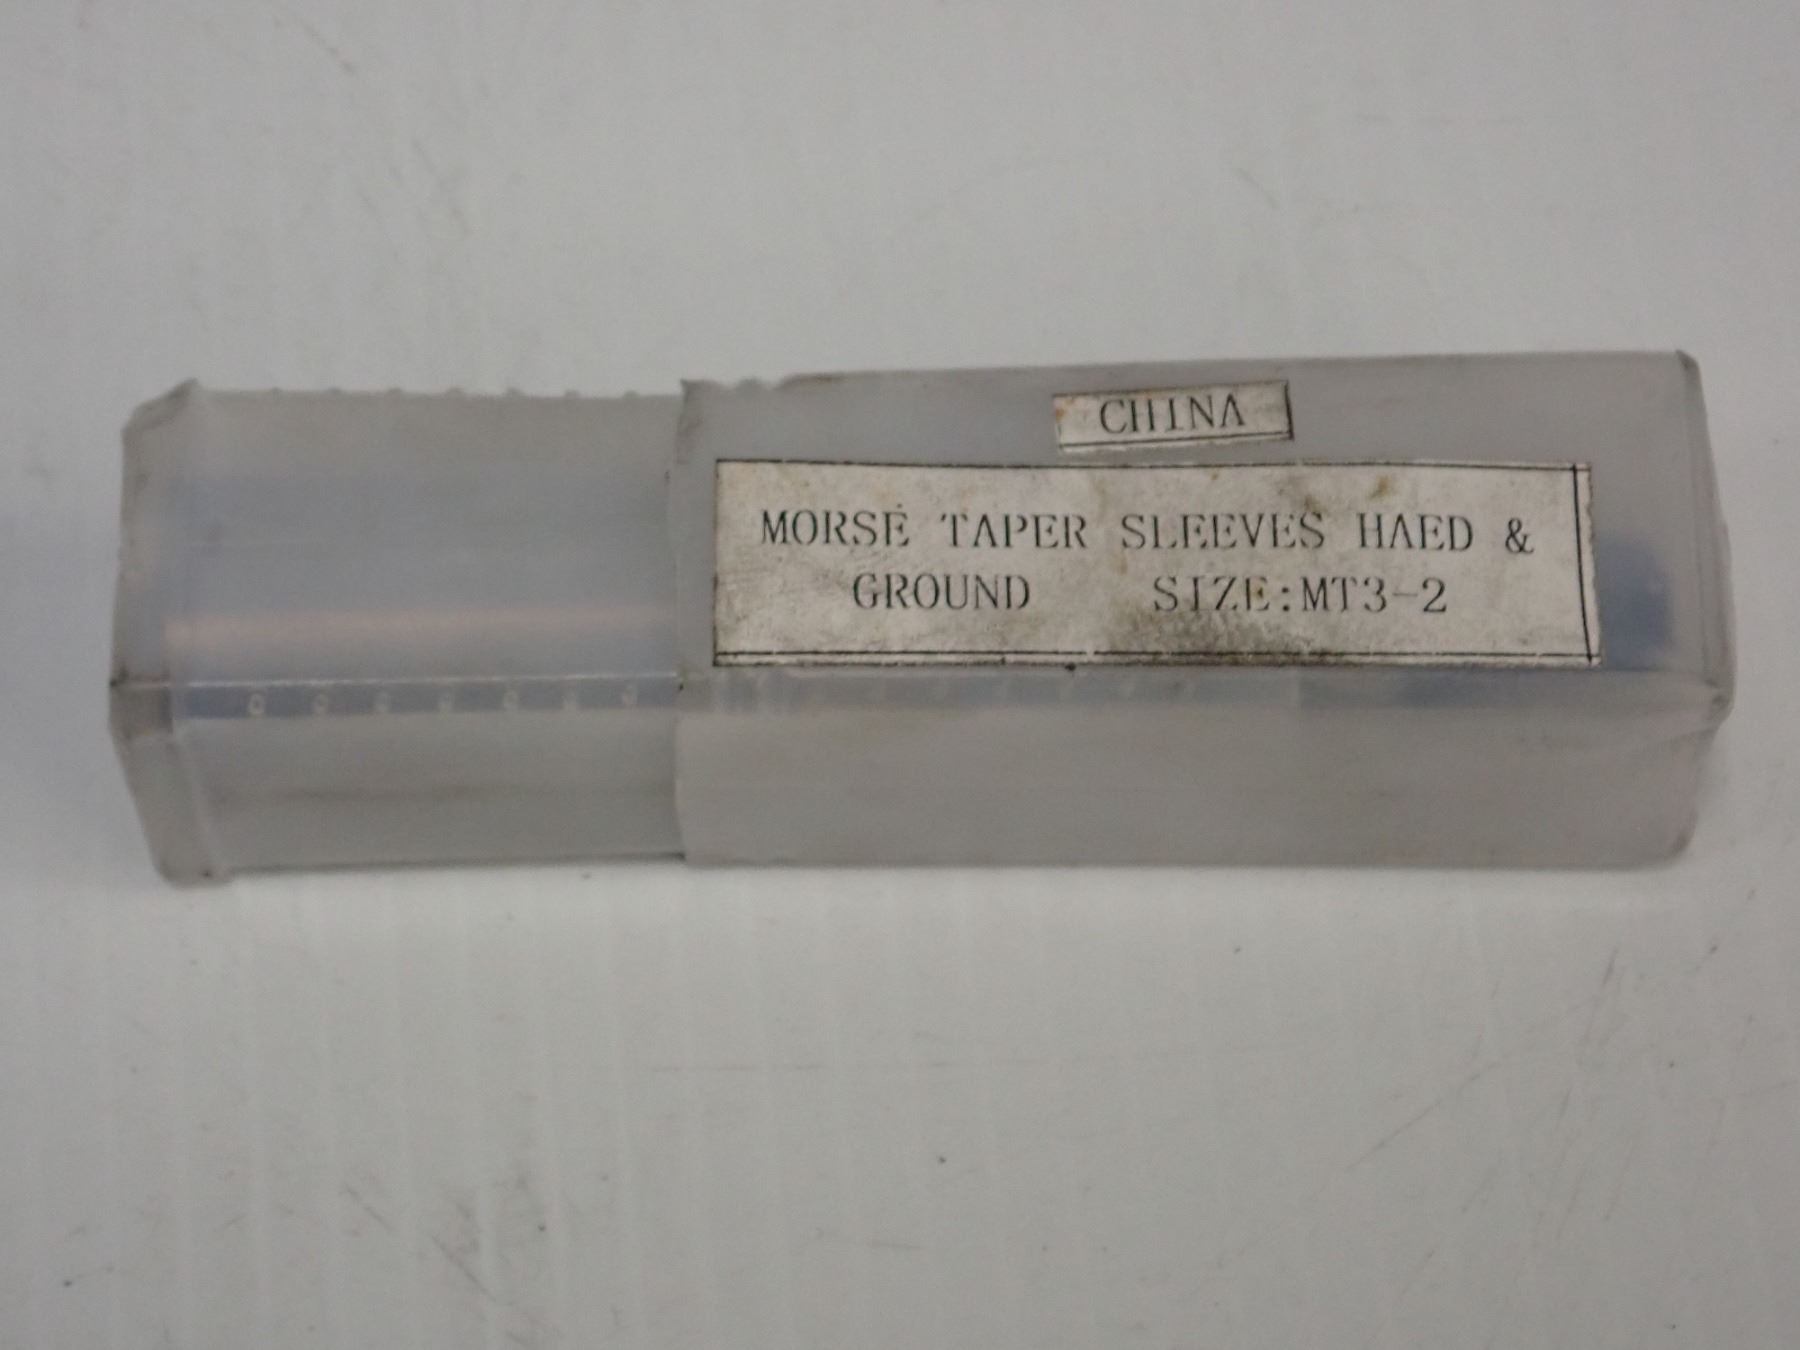 CHINA
MORSE TAPER SLEEVES HAED &
GROUND SIZE:MT3-2